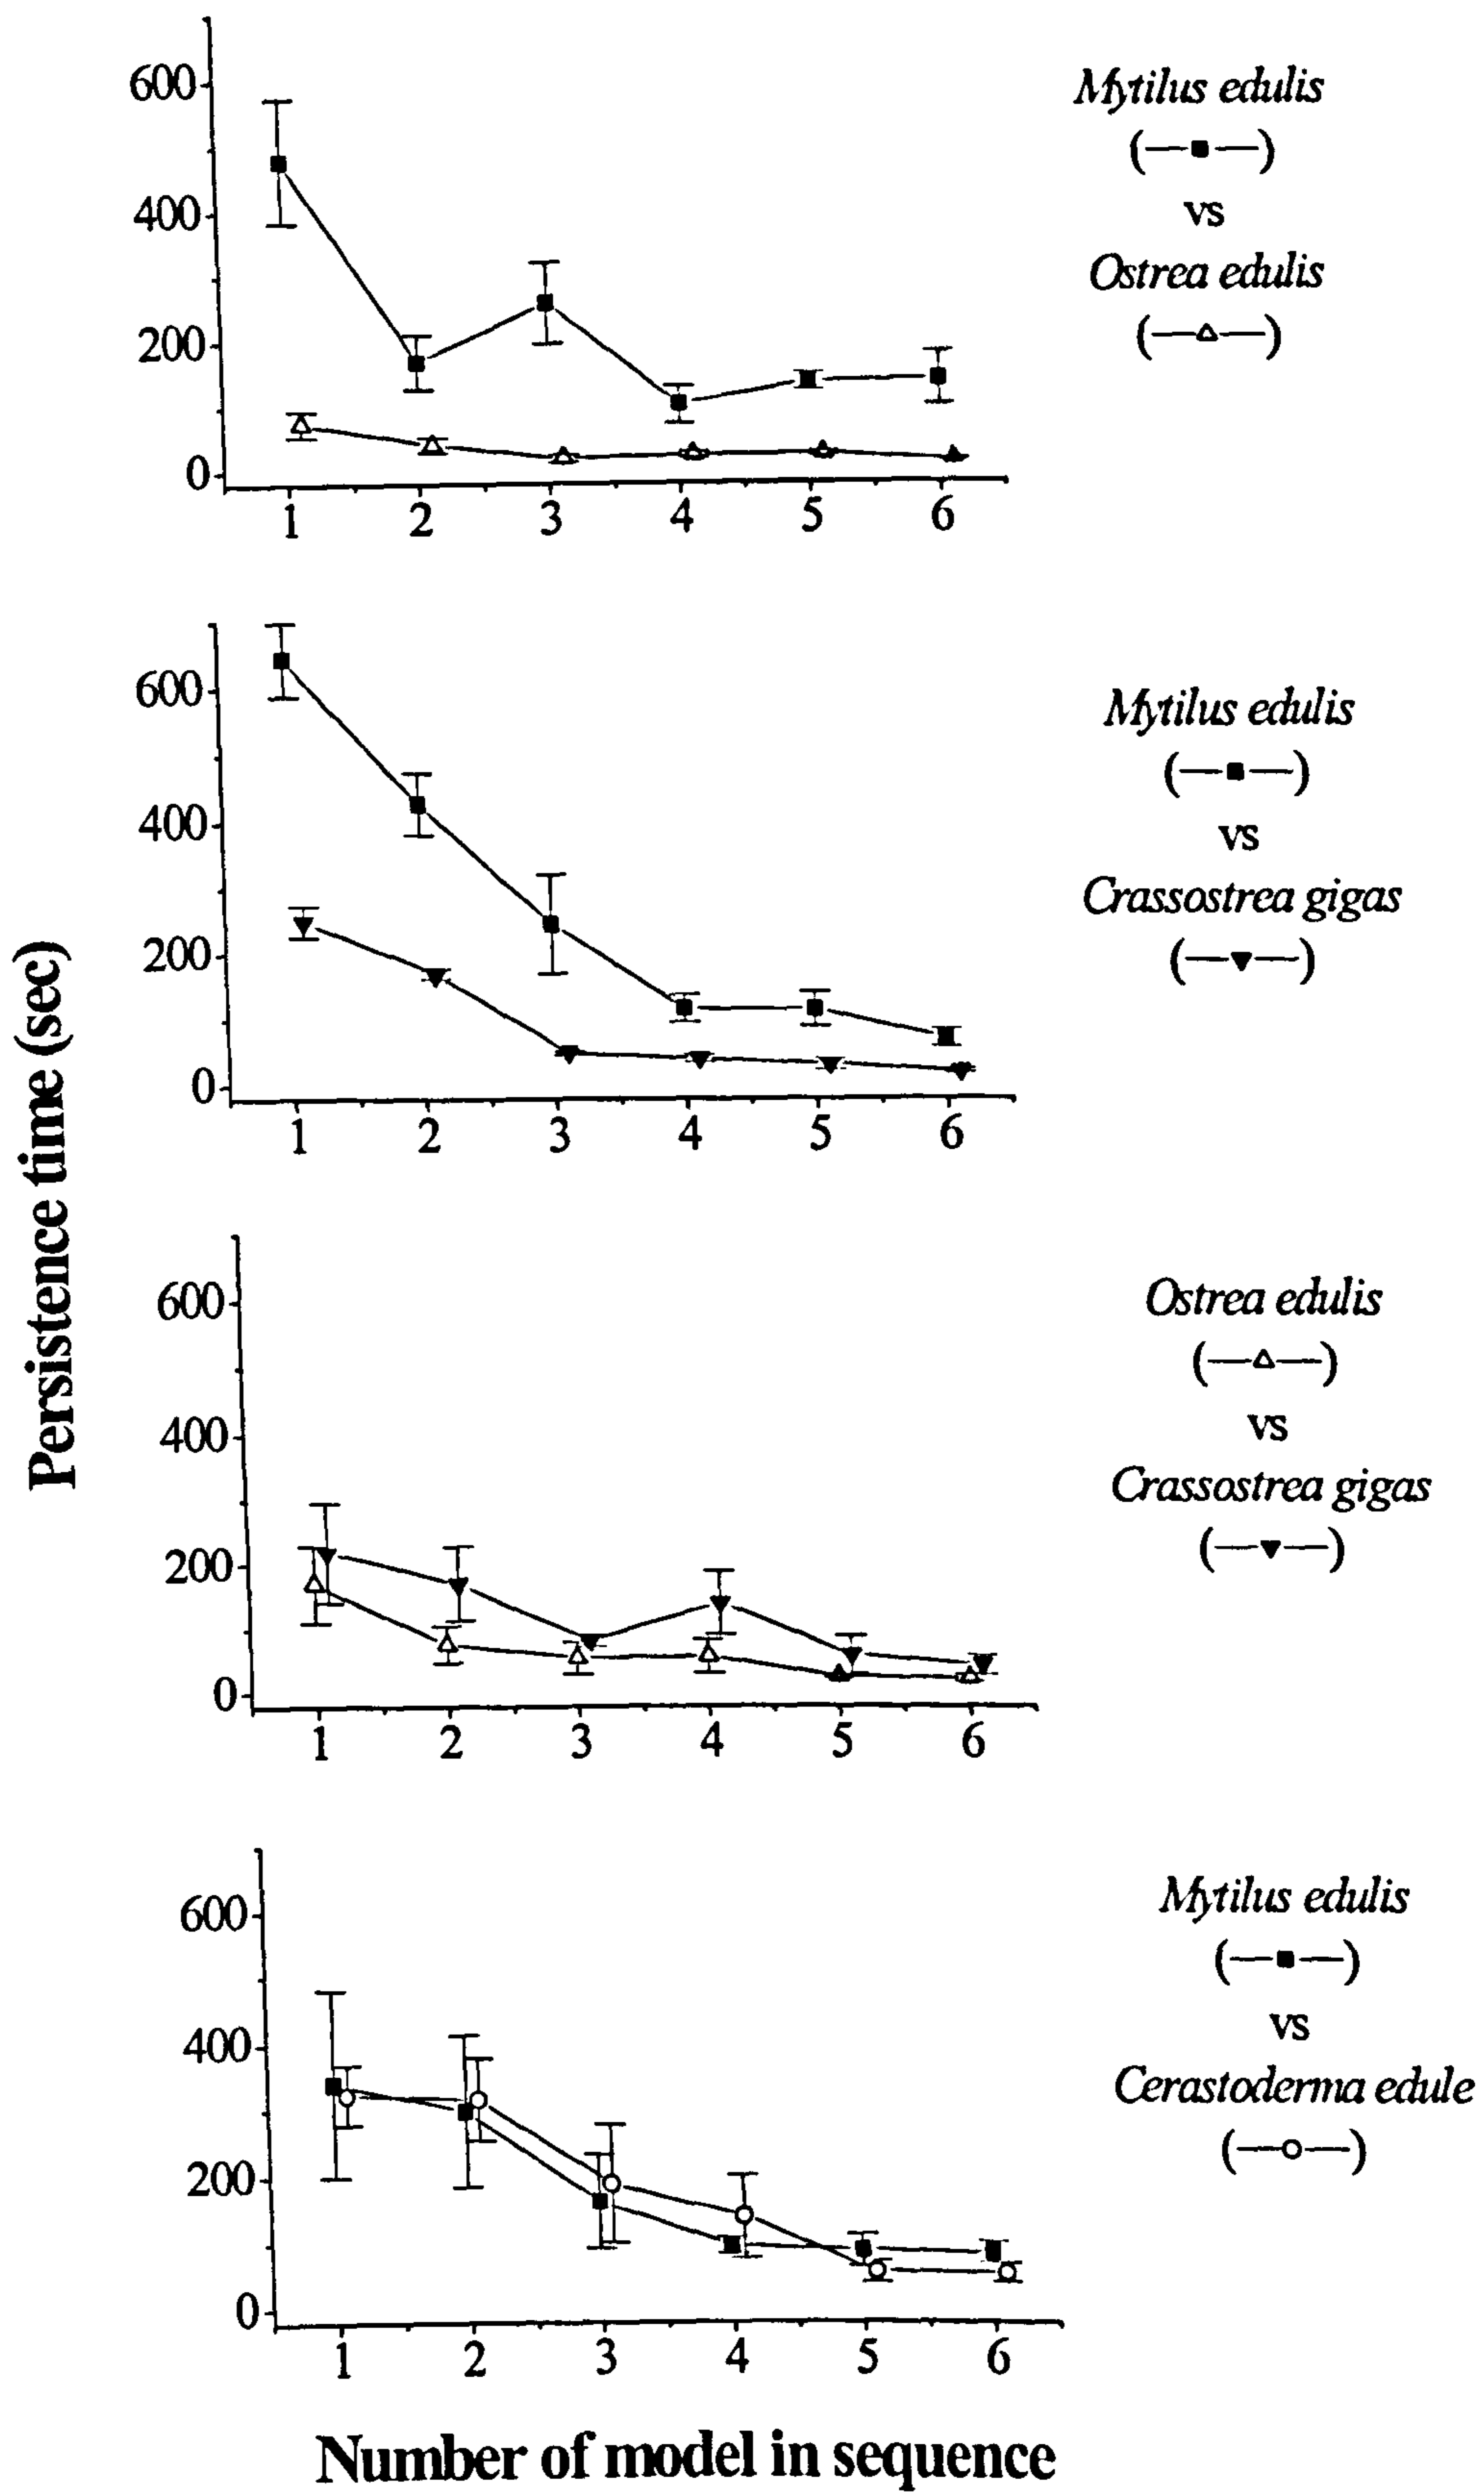 Persistence time (sec)
600
400
200
0
1 2 3 4 5 6
Mytilus edulis
(—■—)
vs
Ostrea edulis
(—△—)
600
400
200
0
1 2 3 4 5 6
Mytilus edulis
(—■—)
vs
Crassostrea gigas
(—▼—)
600
400
200
0
1 2 3 4 5 6
Ostrea edulis
(—△—)
vs
Crassostrea gigas
(—▼—)
600
400
200
0
1 2 3 4 5 6
Mytilus edulis
(—■—)
vs
Cerastoderma edule
(—○—)
Number of model in sequence